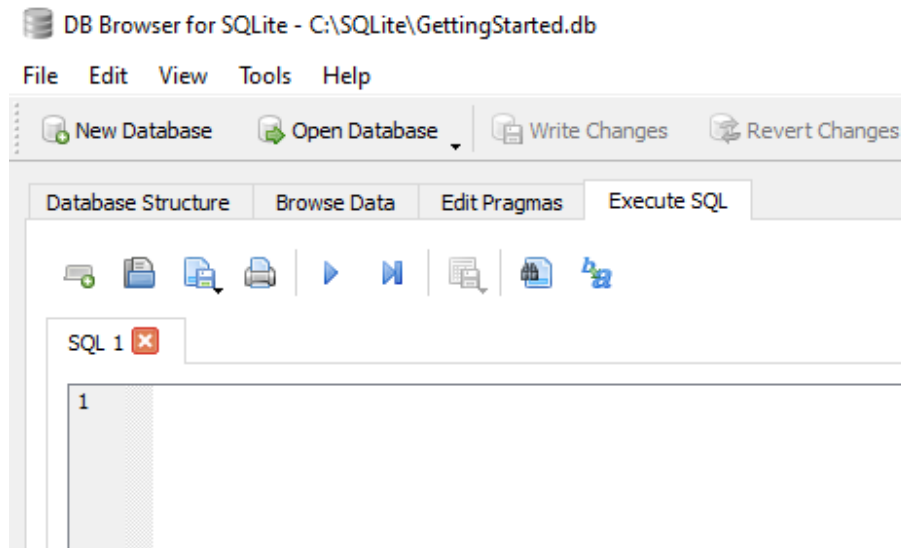 DB Browser for SQLite - C:\SQLite\GettingStarted.db
File Edit View Tools Help
New Database Open Database Write Changes Revert Changes
Database Structure Browse Data Edit Pragmas Execute SQL
SQL 1
1